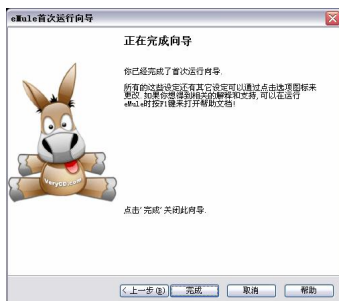 eMule首次运行向导
正在完成向导
你已经完成了首次运行向导.
所有的这些设定还有其它设定可以通过点击选项图标来
更改.如果你想得到相关的解释和支持,可以在运行
eMule时按F1键来打开帮助文档!
VeryCD.com
点击'完成'关闭此向导.
< 上一步(B)
完成
取消
帮助